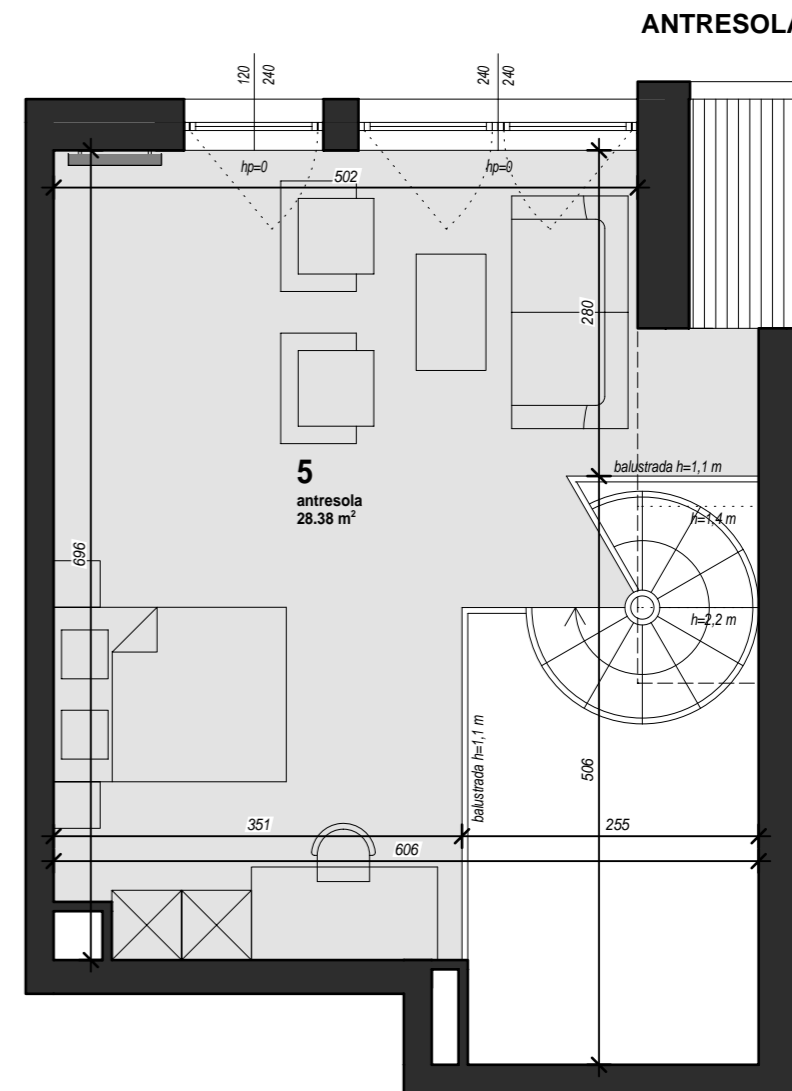 ANTRESOLA
120
240
240
240
hp=0
hp=0
502
280
5
antresola
28.38 m²
balustrada h=1,1 m
h=1,4 m
696
h=2,2 m
balustrada h=1,1 m
506
351
255
606